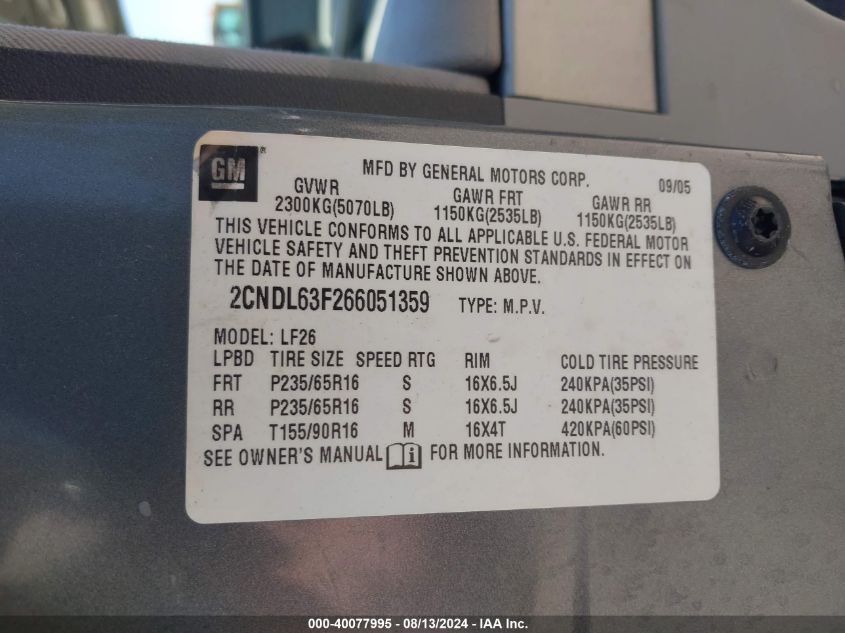 GM
MFD BY GENERAL MOTORS CORP. 09/05
GVWR GAWR FRT GAWR RR
2300KG(5070LB) 1150KG(2535LB) 1150KG(2535LB)
THIS VEHICLE CONFORMS TO ALL APPLICABLE U.S. FEDERAL MOTOR
VEHICLE SAFETY AND THEFT PREVENTION STANDARDS IN EFFECT ON
THE DATE OF MANUFACTURE SHOWN ABOVE.
2CNDL63F266051359 TYPE: M.P.V.
MODEL: LF26
LPBD TIRE SIZE SPEED RTG RIM COLD TIRE PRESSURE
FRT P235/65R16 S 16X6.5J 240KPA(35PSI)
RR P235/65R16 S 16X6.5J 240KPA(35PSI)
SPA T155/90R16 M 16X4T 420KPA(60PSI)
SEE OWNER'S MANUAL i FOR MORE INFORMATION.
000-40077995 - 08/13/2024 - IAA Inc.